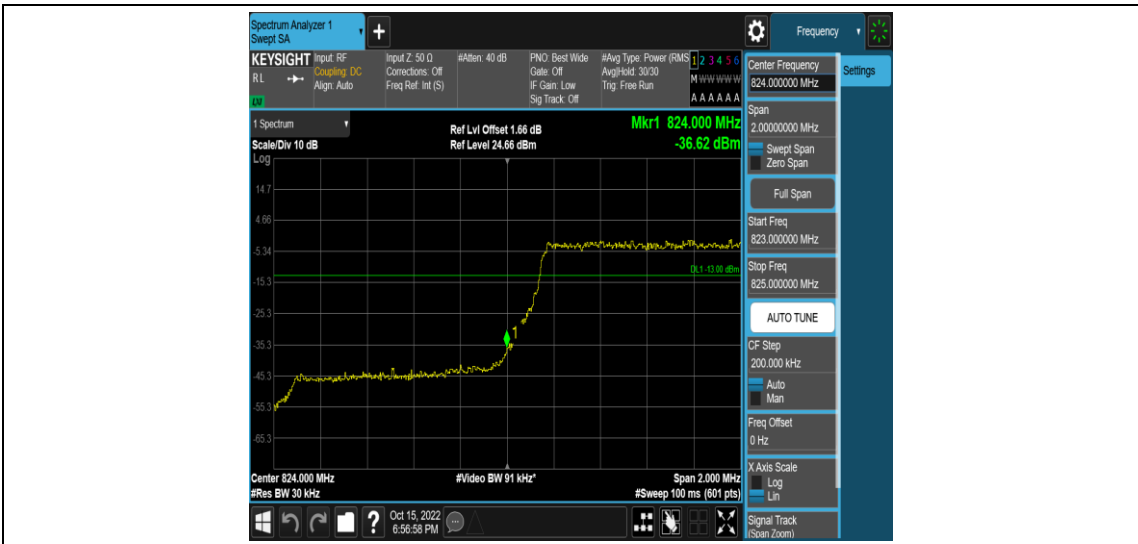 Spectrum Analyzer 1
Swept SA
+
Frequency
KEYSIGHT
RL
LXI
Input: RF
Coupling: DC
Align: Auto
Input Z: 50 Ω
Corrections: Off
Freq Ref: Int (S)
#Atten: 40 dB
PNO: Best Wide
Gate: Off
IF Gain: Low
Sig Track: Off
#Avg Type: Power (RMS
Avg|Hold: 30/30
Trig: Free Run
1 2 3 4 5 6
M W W W W W
A A A A A A
1 Spectrum
Scale/Div 10 dB
Log
Ref Lvl Offset 1.66 dB
Ref Level 24.66 dBm
Mkr1 824.000 MHz
-36.62 dBm
14.7
4.66
-5.34
-15.3
-25.3
-35.3
-45.3
-55.3
-65.3
DL1 -13.00 dBm
1
Center 824.000 MHz
#Res BW 30 kHz
#Video BW 91 kHz*
Span 2.000 MHz
#Sweep 100 ms (601 pts)
?
Oct 15, 2022
6:56:58 PM
Center Frequency
824.000000 MHz
Settings
Span
2.00000000 MHz
Swept Span
Zero Span
Full Span
Start Freq
823.000000 MHz
Stop Freq
825.000000 MHz
AUTO TUNE
CF Step
200.000 kHz
Auto
Man
Freq Offset
0 Hz
X Axis Scale
Log
Lin
Signal Track
(Span Zoom)